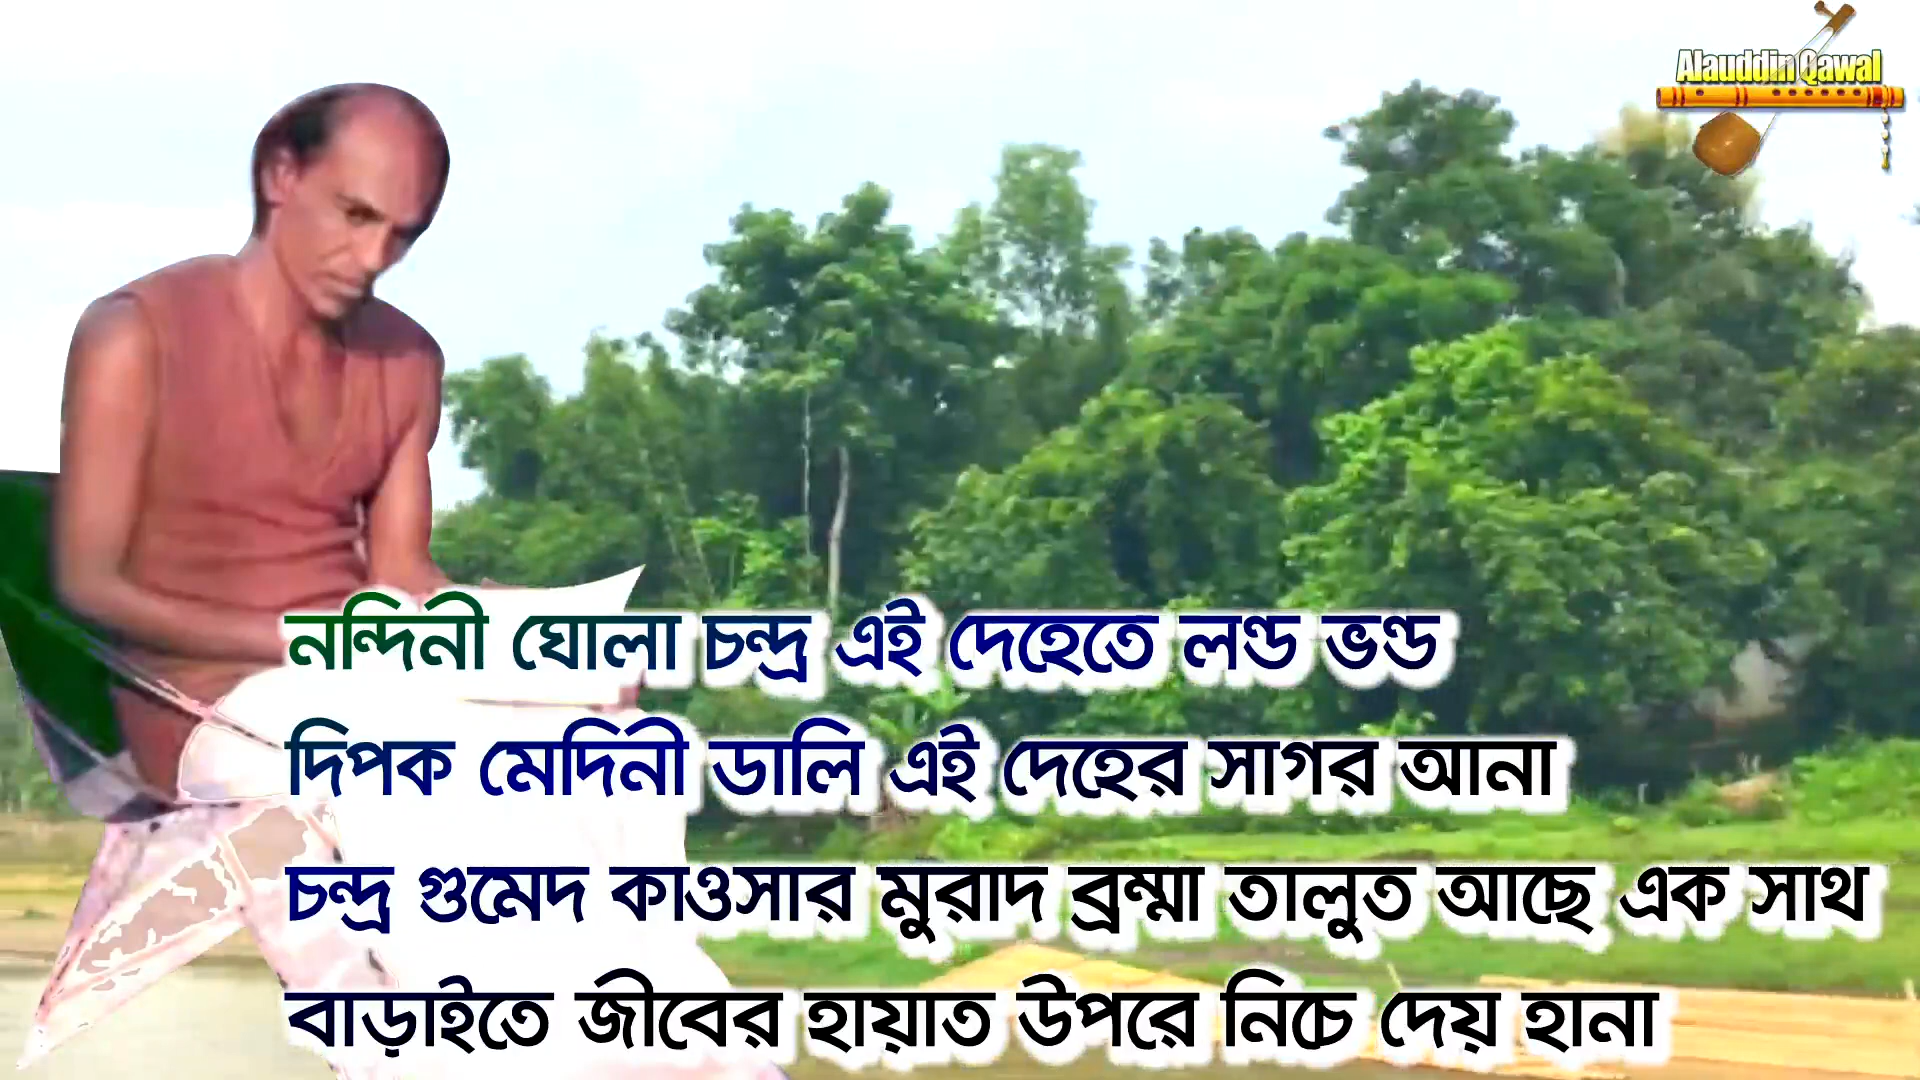 Alauddin Qawal
নন্দিনী ঘোলা চন্দ্র এই দেহেতে লণ্ড ভণ্ড
দিপক মেদিনী ডালি এই দেহের সাগর আনা
চন্দ্র গুমেদ কাওসার মুরাদ ব্রম্মা তালুত আছে এক সাথ
বাড়াইতে জীবের হায়াত উপরে নিচে দেয় হানা